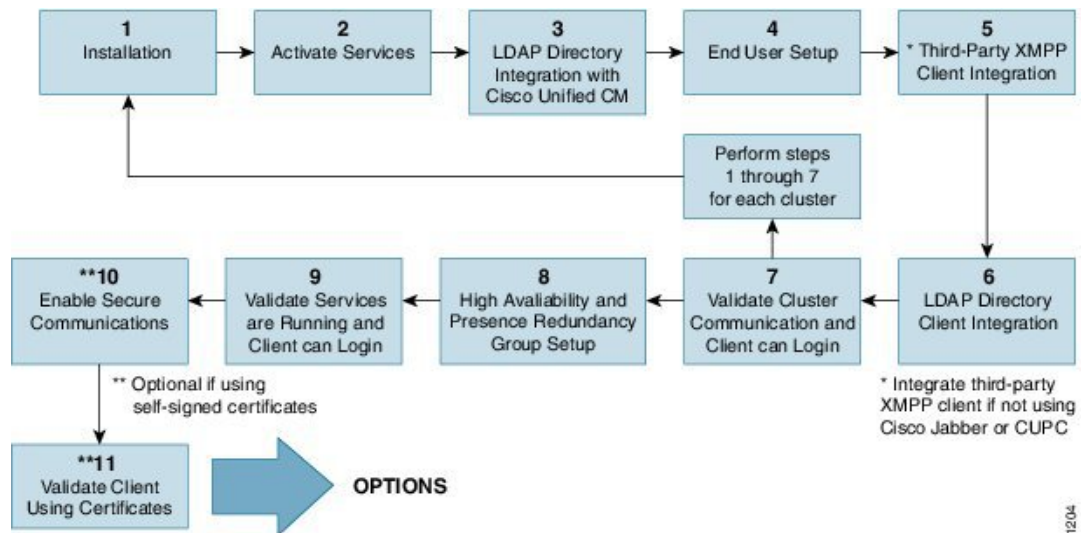 1
Installation
2
Activate Services
3
LDAP Directory
Integration with
Cisco Unified CM
4
End User Setup
5
* Third-Party XMPP
Client Integration
Perform steps
1 through 7
for each cluster
**10
Enable Secure
Communications
9
Validate Services
are Running and
Client can Login
8
High Avaliability and
Presence Redundancy
Group Setup
7
Validate Cluster
Communication and
Client can Login
6
LDAP Directory
Client Integration
** Optional if using
self-signed certificates
* Integrate third-party
XMPP client if not using
Cisco Jabber or CUPC
**11
Validate Client
Using Certificates
OPTIONS
1204